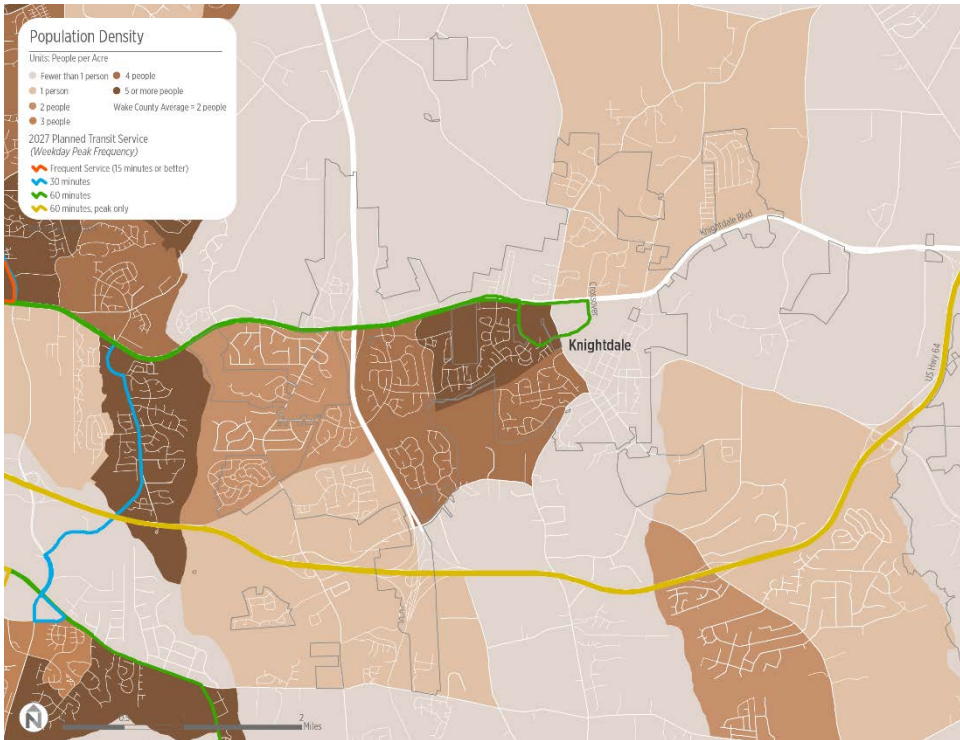 Population Density
Units: People per Acre
Fewer than 1 person
4 people
1 person
5 or more people
2 people
Wake County Average = 2 people
3 people
2027 Planned Transit Service
(Weekday Peak Frequency)
Frequent Service (15 minutes or better)
30 minutes
60 minutes
60 minutes, peak only
Knightdale Blvd
Crossover
Knightdale
US Hwy 64
N
2
Miles